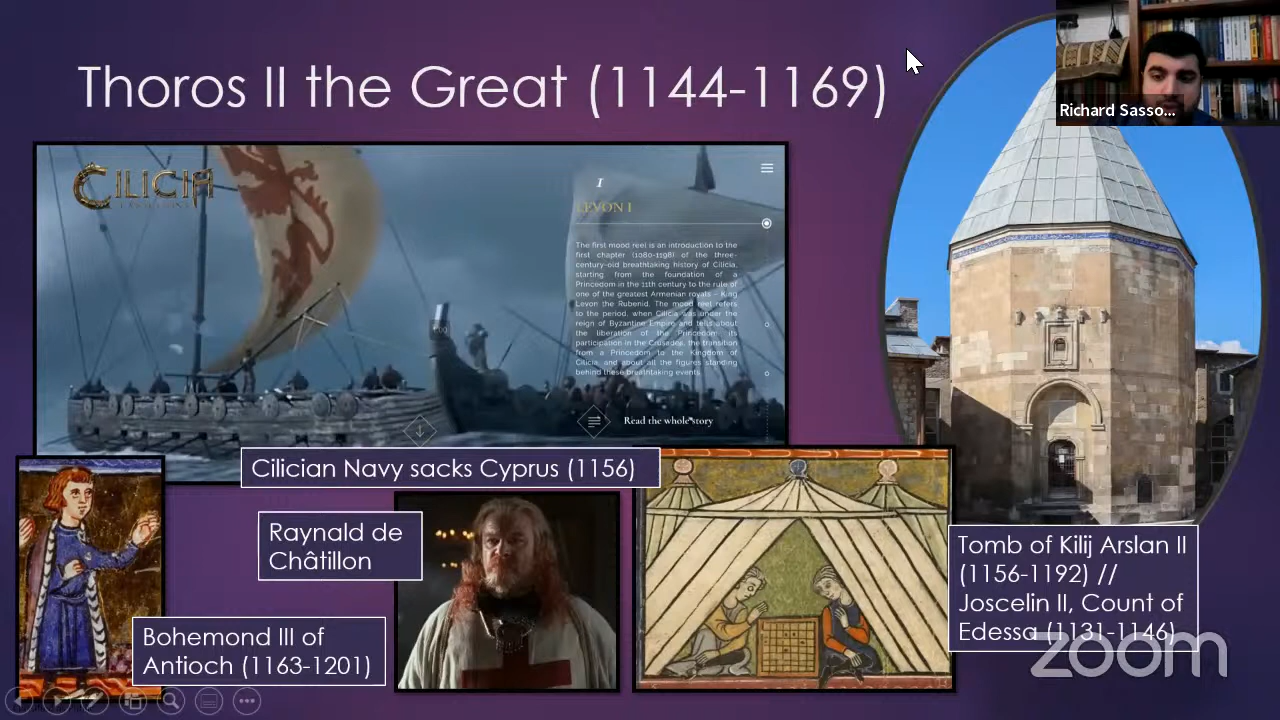 Thoros II the Great (1144-1169)
Richard Sasso...
CILICIA
I
LEVON I
The first mood reel is an introduction to the
first chapter (1080-1198) of the three-
century-old breathtaking history of Cilicia,
starting from the foundation of a
Princedom in the 11th century to the rule of
one of the greatest Armenian royals – King
Levon the Rubenid. The mood reel refers
to the period, when Cilicia was under the
reign of Byzantine Empire and tells about
the liberation of the Princedom, its
participation in the Crusades, the transition
from a Princedom to the Kingdom of
Cilicia, and about all the figures standing
behind these breathtaking events.
Read the whole story
Cilician Navy sacks Cyprus (1156)
Raynald de
Châtillon
Bohemond III of
Antioch (1163-1201)
Tomb of Kilij Arslan II
(1156-1192) //
Joscelin II, Count of
Edessa (1131-1146)
zoom